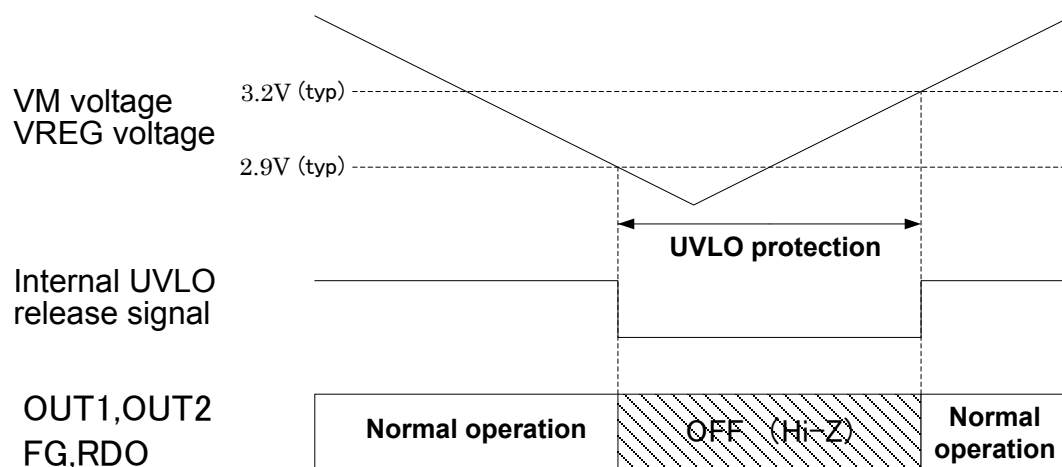 VM voltage
VREG voltage
3.2V (typ)
2.9V (typ)
UVLO protection
Internal UVLO
release signal
OUT1,OUT2
FG,RDO
Normal operation
OFF (Hi-Z)
Normal
operation